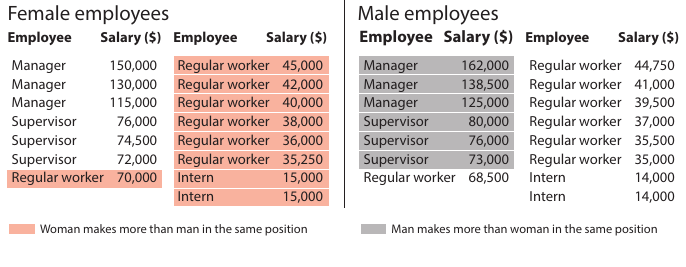 Female employees
Employee Salary ($) Employee Salary ($)
Manager 150,000 Regular worker 45,000
Manager 130,000 Regular worker 42,000
Manager 115,000 Regular worker 40,000
Supervisor 76,000 Regular worker 38,000
Supervisor 74,500 Regular worker 36,000
Supervisor 72,000 Regular worker 35,250
Regular worker 70,000 Intern 15,000
Intern 15,000
Woman makes more than man in the same position
Male employees
Employee Salary ($) Employee Salary ($)
Manager 162,000 Regular worker 44,750
Manager 138,500 Regular worker 41,000
Manager 125,000 Regular worker 39,500
Supervisor 80,000 Regular worker 37,000
Supervisor 76,000 Regular worker 35,500
Supervisor 73,000 Regular worker 35,000
Regular worker 68,500 Intern 14,000
Intern 14,000
Man makes more than woman in the same position